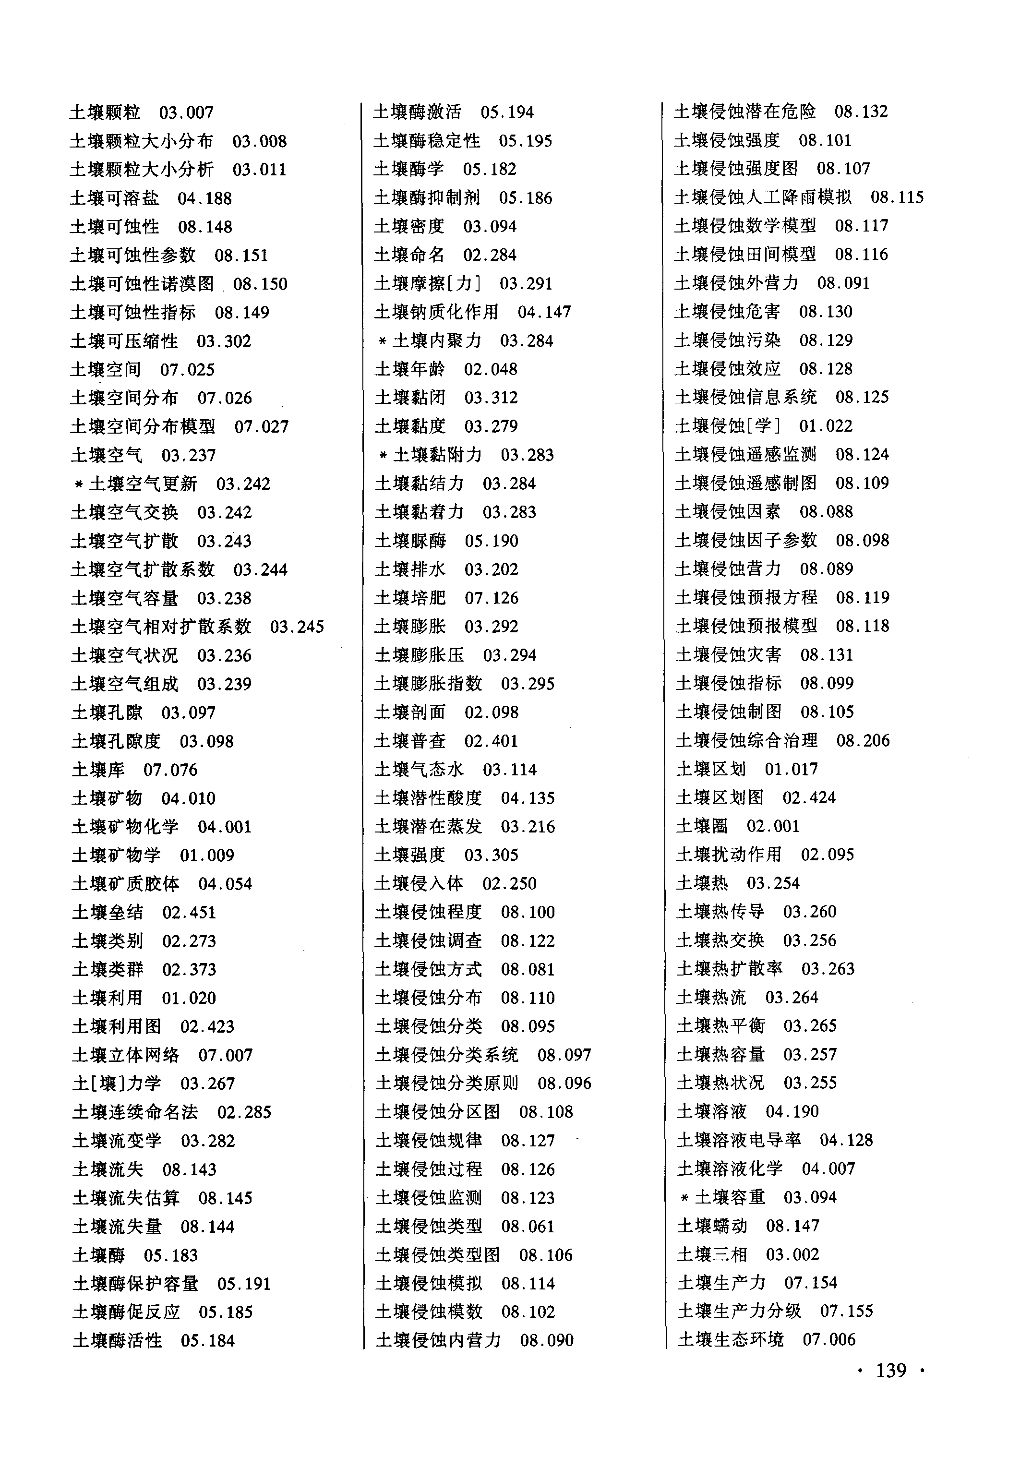 土壤颗粒 03.007
土壤颗粒大小分布 03.008
土壤颗粒大小分析 03.011
土壤可溶盐 04.188
土壤可蚀性 08.148
土壤可蚀性参数 08.151
土壤可蚀性诺漠图 08.150
土壤可蚀性指标 08.149
土壤可压缩性 03.302
土壤空间 07.025
土壤空间分布 07.026
土壤空间分布模型 07.027
土壤空气 03.237
*土壤空气更新 03.242
土壤空气交换 03.242
土壤空气扩散 03.243
土壤空气扩散系数 03.244
土壤空气容量 03.238
土壤空气相对扩散系数 03.245
土壤空气状况 03.236
土壤空气组成 03.239
土壤孔隙 03.097
土壤孔隙度 03.098
土壤库 07.076
土壤矿物 04.010
土壤矿物化学 04.001
土壤矿物学 01.009
土壤矿质胶体 04.054
土壤垒结 02.451
土壤类别 02.273
土壤类群 02.373
土壤利用 01.020
土壤利用图 02.423
土壤立体网络 07.007
土[壤]力学 03.267
土壤连续命名法 02.285
土壤流变学 03.282
土壤流失 08.143
土壤流失估算 08.145
土壤流失量 08.144
土壤酶 05.183
土壤酶保护容量 05.191
土壤酶促反应 05.185
土壤酶活性 05.184
土壤酶激活 05.194
土壤酶稳定性 05.195
土壤酶学 05.182
土壤酶抑制剂 05.186
土壤密度 03.094
土壤命名 02.284
土壤摩擦[力] 03.291
土壤钠质化作用 04.147
*土壤内聚力 03.284
土壤年龄 02.048
土壤黏闭 03.312
土壤黏度 03.279
*土壤黏附力 03.283
土壤黏结力 03.284
土壤黏着力 03.283
土壤脲酶 05.190
土壤排水 03.202
土壤培肥 07.126
土壤膨胀 03.292
土壤膨胀压 03.294
土壤膨胀指数 03.295
土壤剖面 02.098
土壤普查 02.401
土壤气态水 03.114
土壤潜性酸度 04.135
土壤潜在蒸发 03.216
土壤强度 03.305
土壤侵入体 02.250
土壤侵蚀程度 08.100
土壤侵蚀调查 08.122
土壤侵蚀方式 08.081
土壤侵蚀分布 08.110
土壤侵蚀分类 08.095
土壤侵蚀分类系统 08.097
土壤侵蚀分类原则 08.096
土壤侵蚀分区图 08.108
土壤侵蚀规律 08.127
土壤侵蚀过程 08.126
土壤侵蚀监测 08.123
土壤侵蚀类型 08.061
土壤侵蚀类型图 08.106
土壤侵蚀模拟 08.114
土壤侵蚀模数 08.102
土壤侵蚀内营力 08.090
土壤侵蚀潜在危险 08.132
土壤侵蚀强度 08.101
土壤侵蚀强度图 08.107
土壤侵蚀人工降雨模拟 08.115
土壤侵蚀数学模型 08.117
土壤侵蚀田间模型 08.116
土壤侵蚀外营力 08.091
土壤侵蚀危害 08.130
土壤侵蚀污染 08.129
土壤侵蚀效应 08.128
土壤侵蚀信息系统 08.125
土壤侵蚀[学] 01.022
土壤侵蚀遥感监测 08.124
土壤侵蚀遥感制图 08.109
土壤侵蚀因素 08.088
土壤侵蚀因子参数 08.098
土壤侵蚀营力 08.089
土壤侵蚀预报方程 08.119
土壤侵蚀预报模型 08.118
土壤侵蚀灾害 08.131
土壤侵蚀指标 08.099
土壤侵蚀制图 08.105
土壤侵蚀综合治理 08.206
土壤区划 01.017
土壤区划图 02.424
土壤圈 02.001
土壤扰动作用 02.095
土壤热 03.254
土壤热传导 03.260
土壤热交换 03.256
土壤热扩散率 03.263
土壤热流 03.264
土壤热平衡 03.265
土壤热容量 03.257
土壤热状况 03.255
土壤溶液 04.190
土壤溶液电导率 04.128
土壤溶液化学 04.007
*土壤容重 03.094
土壤蠕动 08.147
土壤三相 03.002
土壤生产力 07.154
土壤生产力分级 07.155
土壤生态环境 07.006
· 139 ·